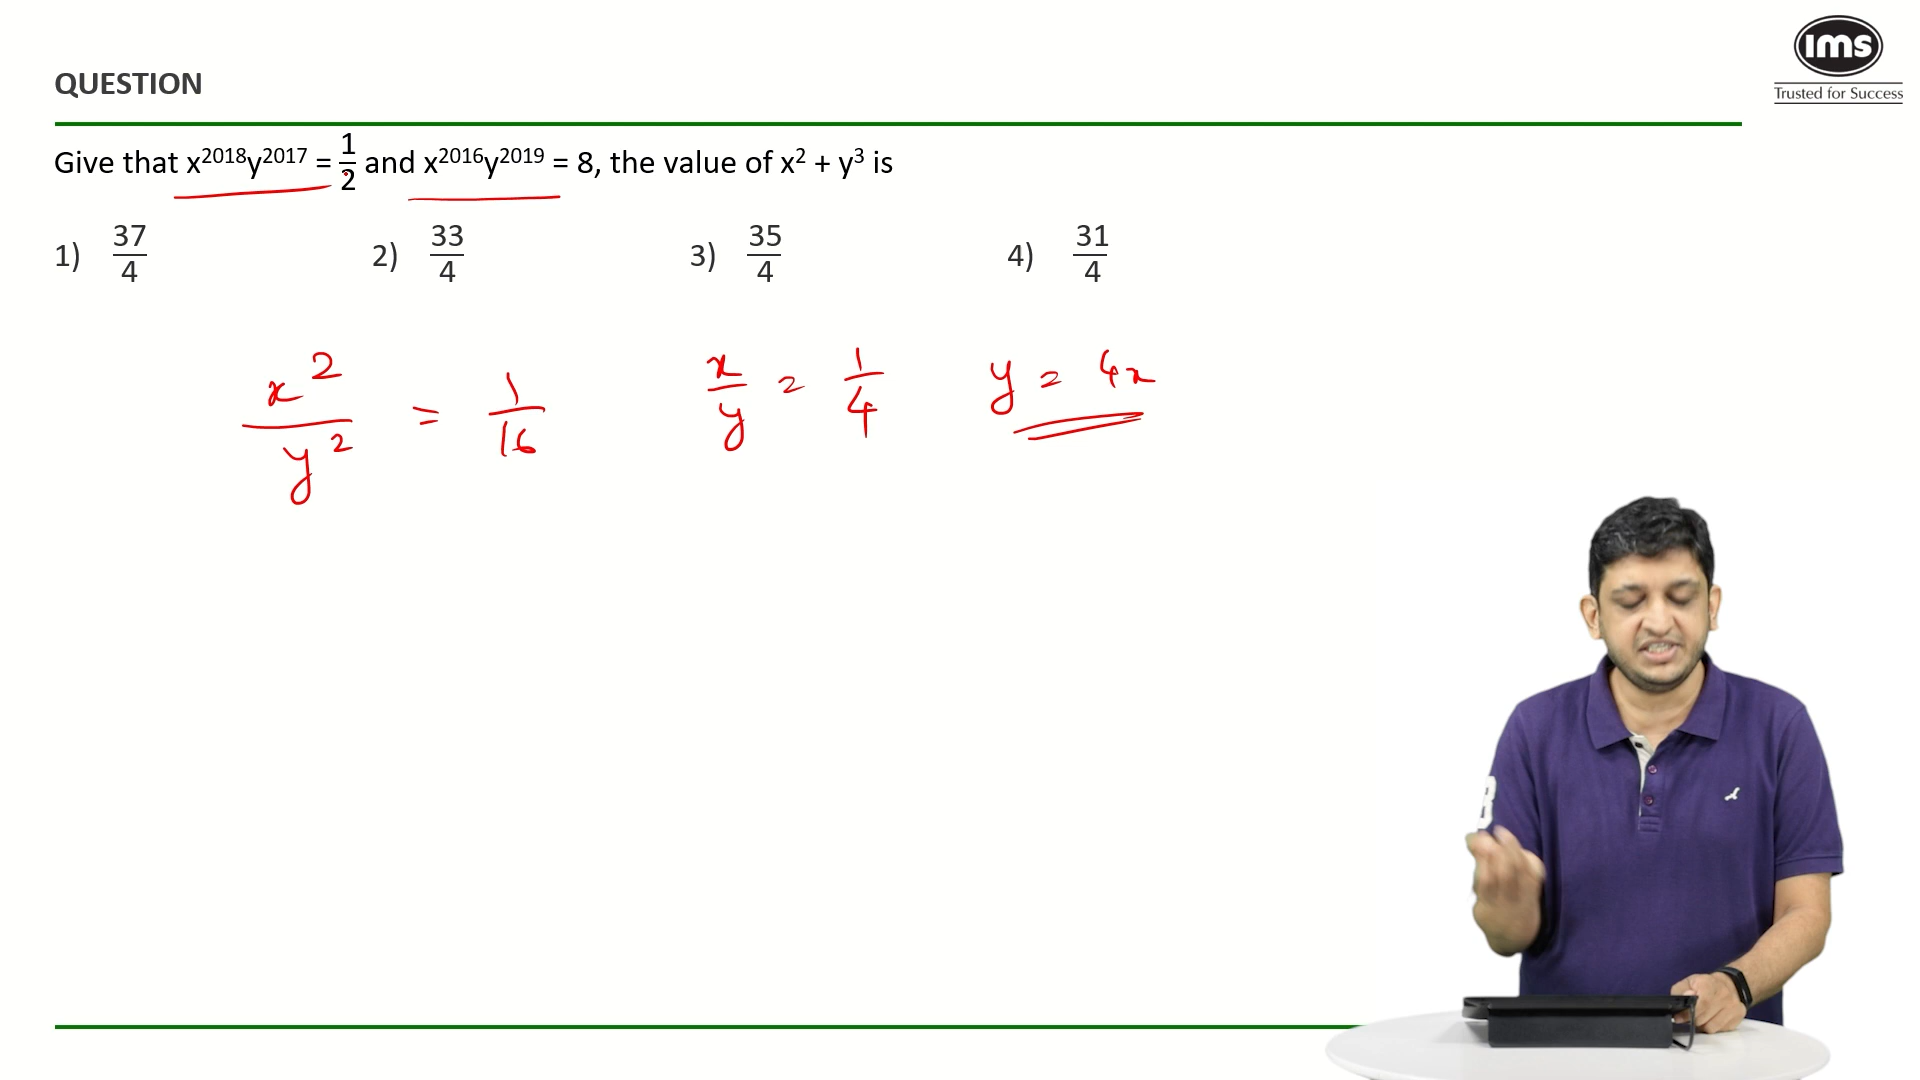 ims
Trusted for Success
QUESTION
Give that x²⁰¹⁸y²⁰¹⁷ = 1/2 and x²⁰¹⁶y²⁰¹⁹ = 8, the value of x² + y³ is
1) 37/4 2) 33/4 3) 35/4 4) 31/4
x²/y² = 1/16 x/y = 1/4 y = 4x